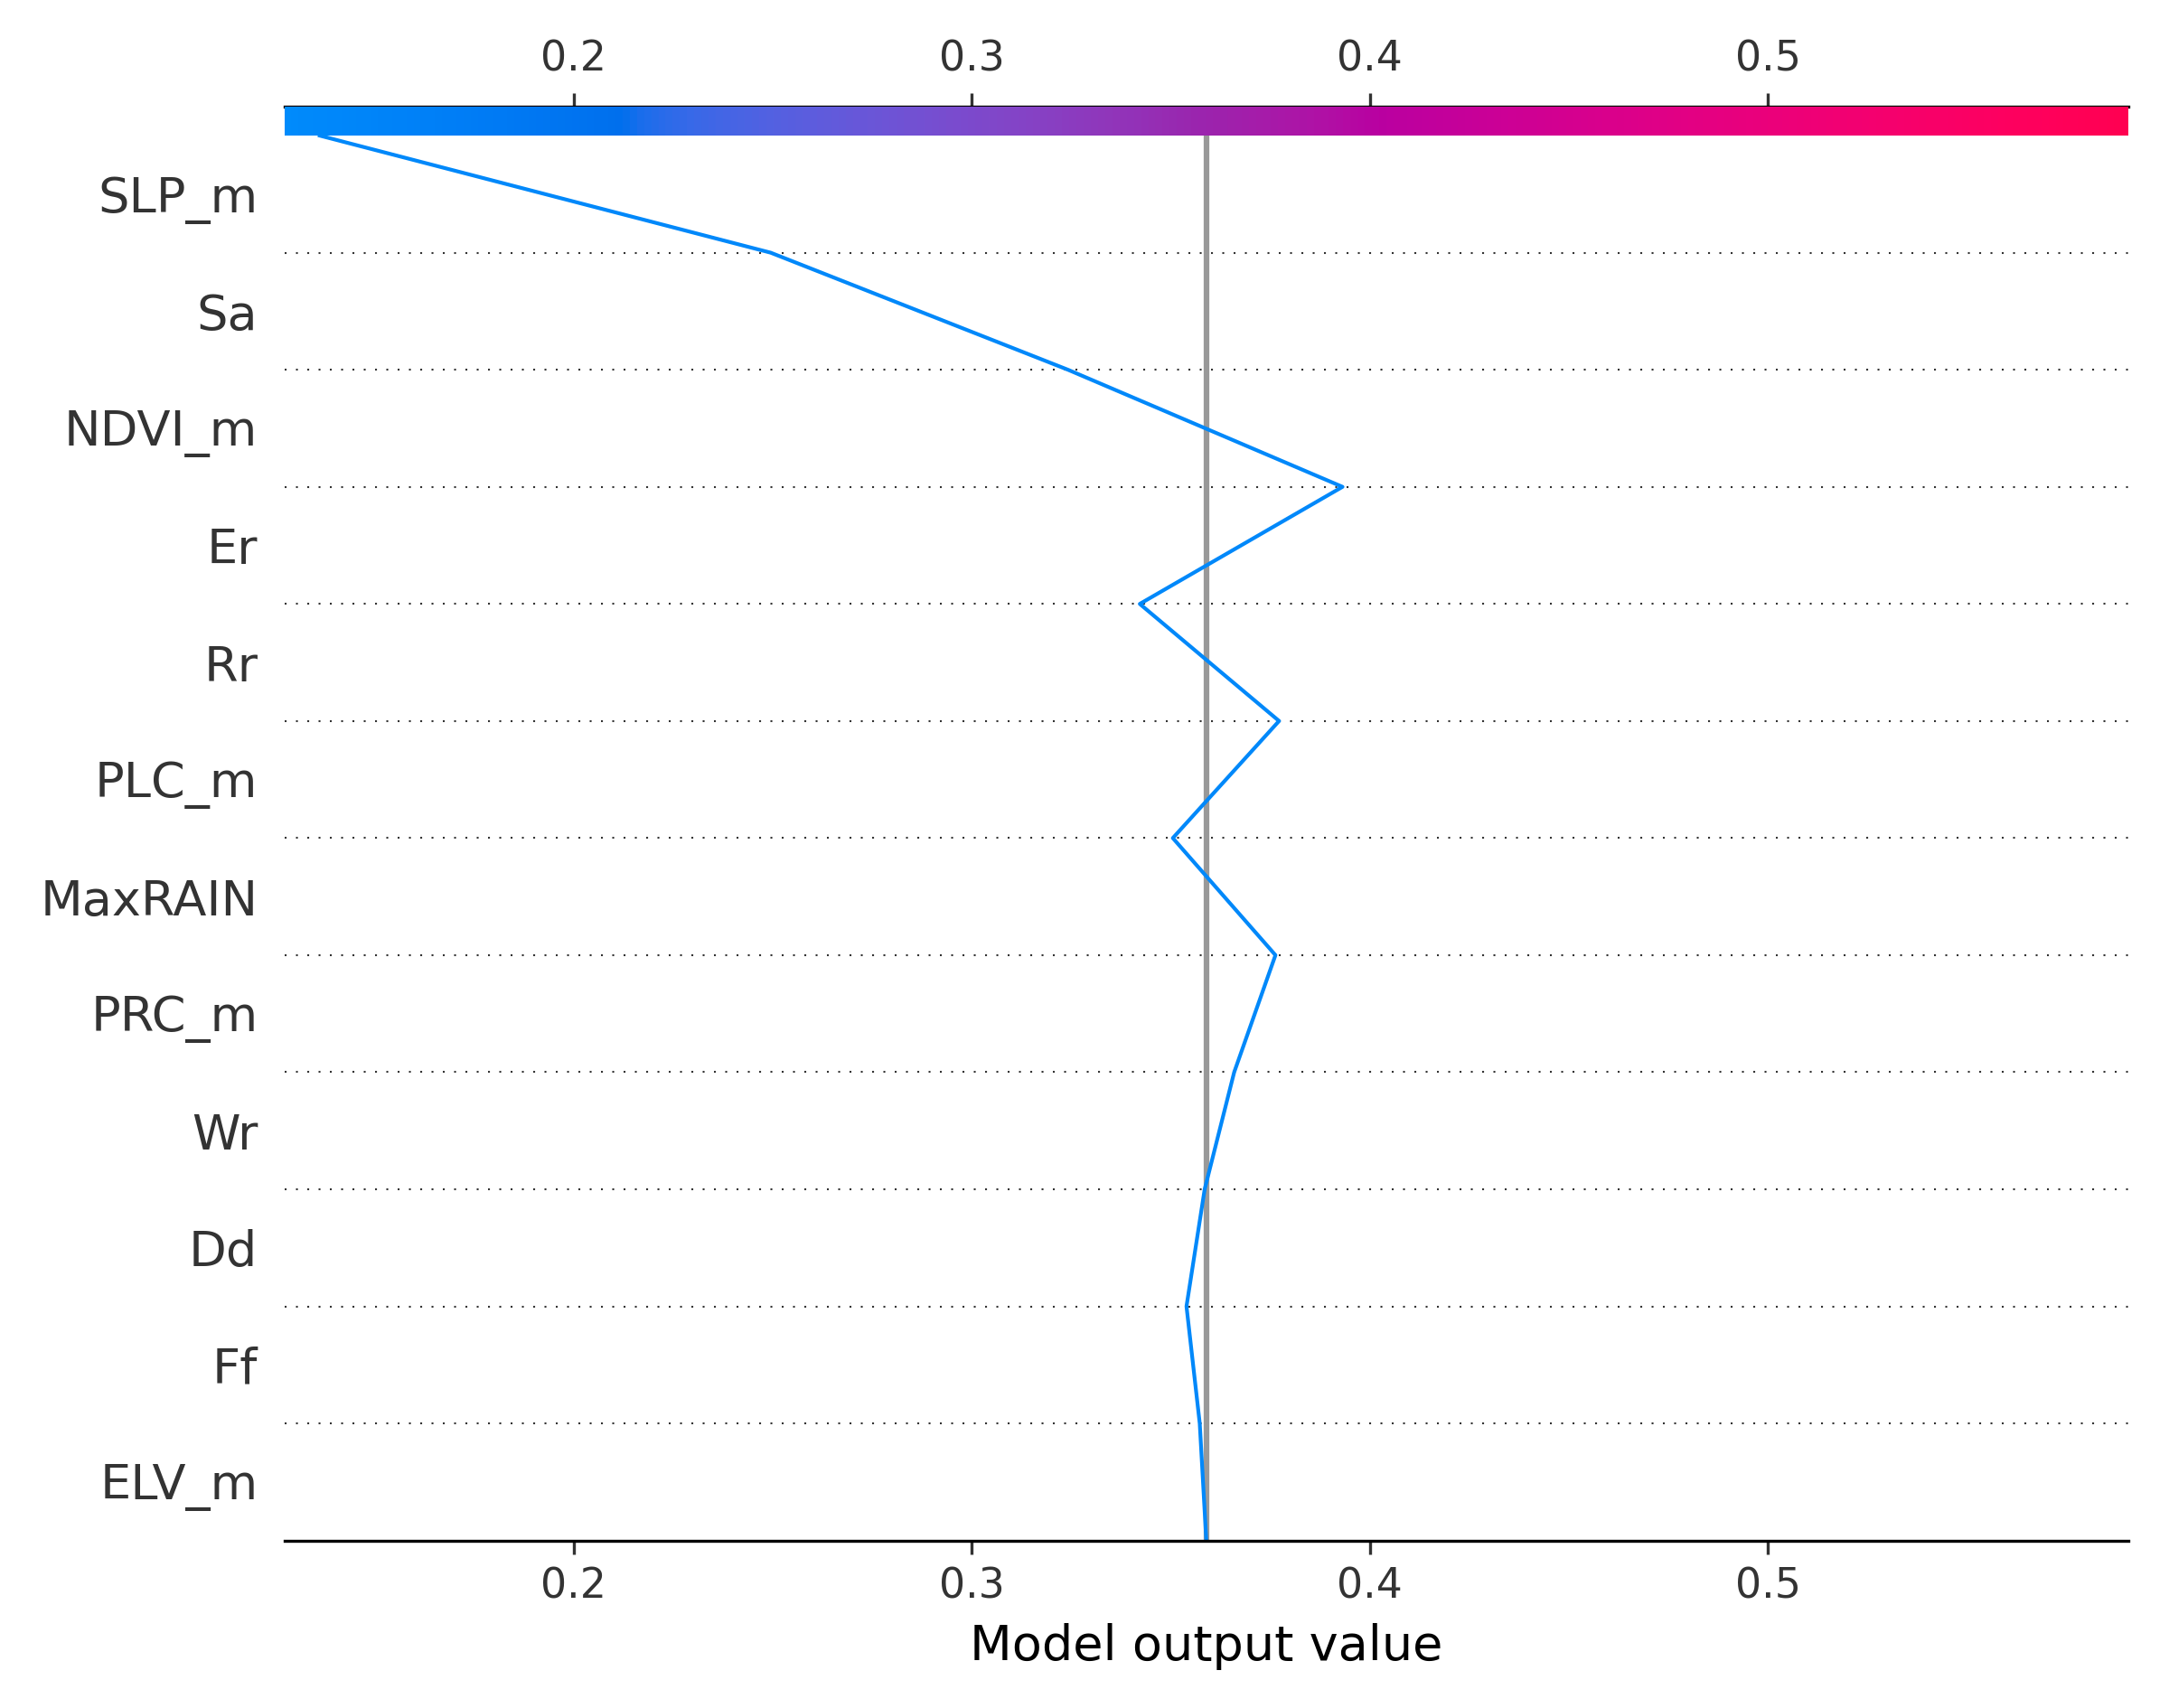 0.2 0.3 0.4 0.5
SLP_m
Sa
NDVI_m
Er
Rr
PLC_m
MaxRAIN
PRC_m
Wr
Dd
Ff
ELV_m
0.2 0.3 0.4 0.5
Model output value